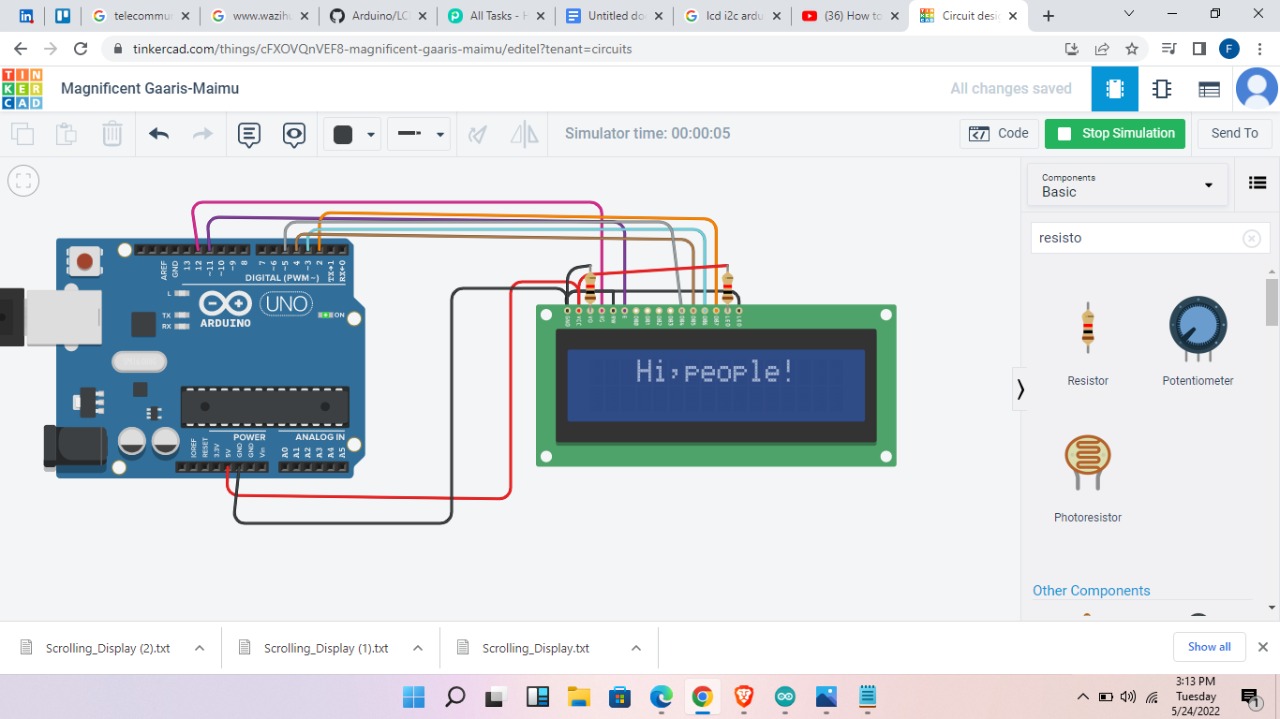 telecommu
www.wazih
Arduino/LC
All Tasks - H
Untitled do
lcd i2c ard
(36) How to
Circuit desi
tinkercad.com/things/cFXOVQnVEF8-magnificent-gaaris-maimu/editel?tenant=circuits
F
TIN
KER
CAD
Magnificent Gaaris-Maimu
All changes saved
Simulator time: 00:00:05
Code
Stop Simulation
Send To
Components
Basic
resisto
AREF
GND
13
12
~11
~10
~9
8
7
~6
~5
4
~3
2
TX→1
RX←0
DIGITAL (PWM~)
L
TX
RX
UNO
ON
ARDUINO
POWER
ANALOG IN
IOREF
RESET
3.3V
5V
GND
GND
Vin
A0
A1
A2
A3
A4
A5
Hi,people!
Resistor
Potentiometer
Photoresistor
Other Components
Scrolling_Display (2).txt
Scrolling_Display (1).txt
Scrolling_Display.txt
Show all
3:13 PM
Tuesday
5/24/2022
1